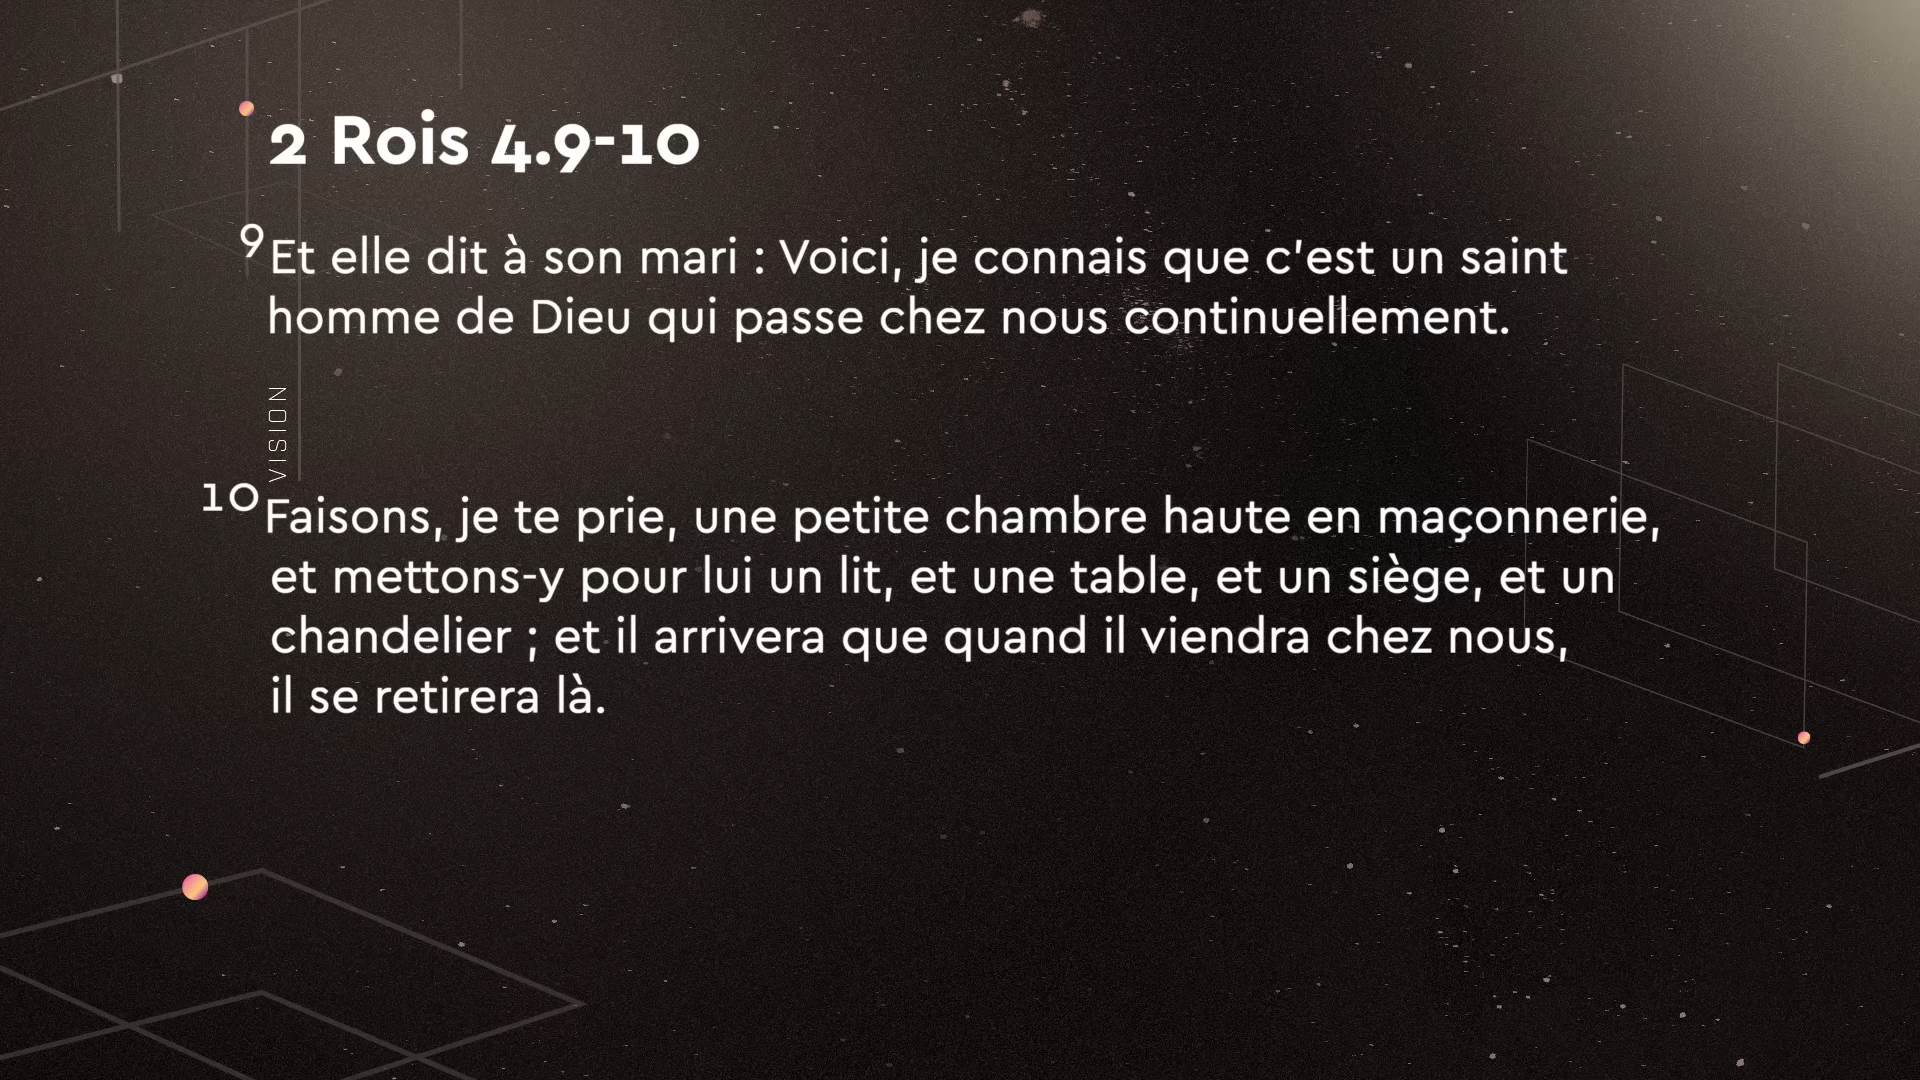 2 Rois 4.9-10
9 Et elle dit à son mari : Voici, je connais que c'est un saint
homme de Dieu qui passe chez nous continuellement.
VISION
10 Faisons, je te prie, une petite chambre haute en maçonnerie,
et mettons-y pour lui un lit, et une table, et un siège, et un
chandelier ; et il arrivera que quand il viendra chez nous,
il se retirera là.